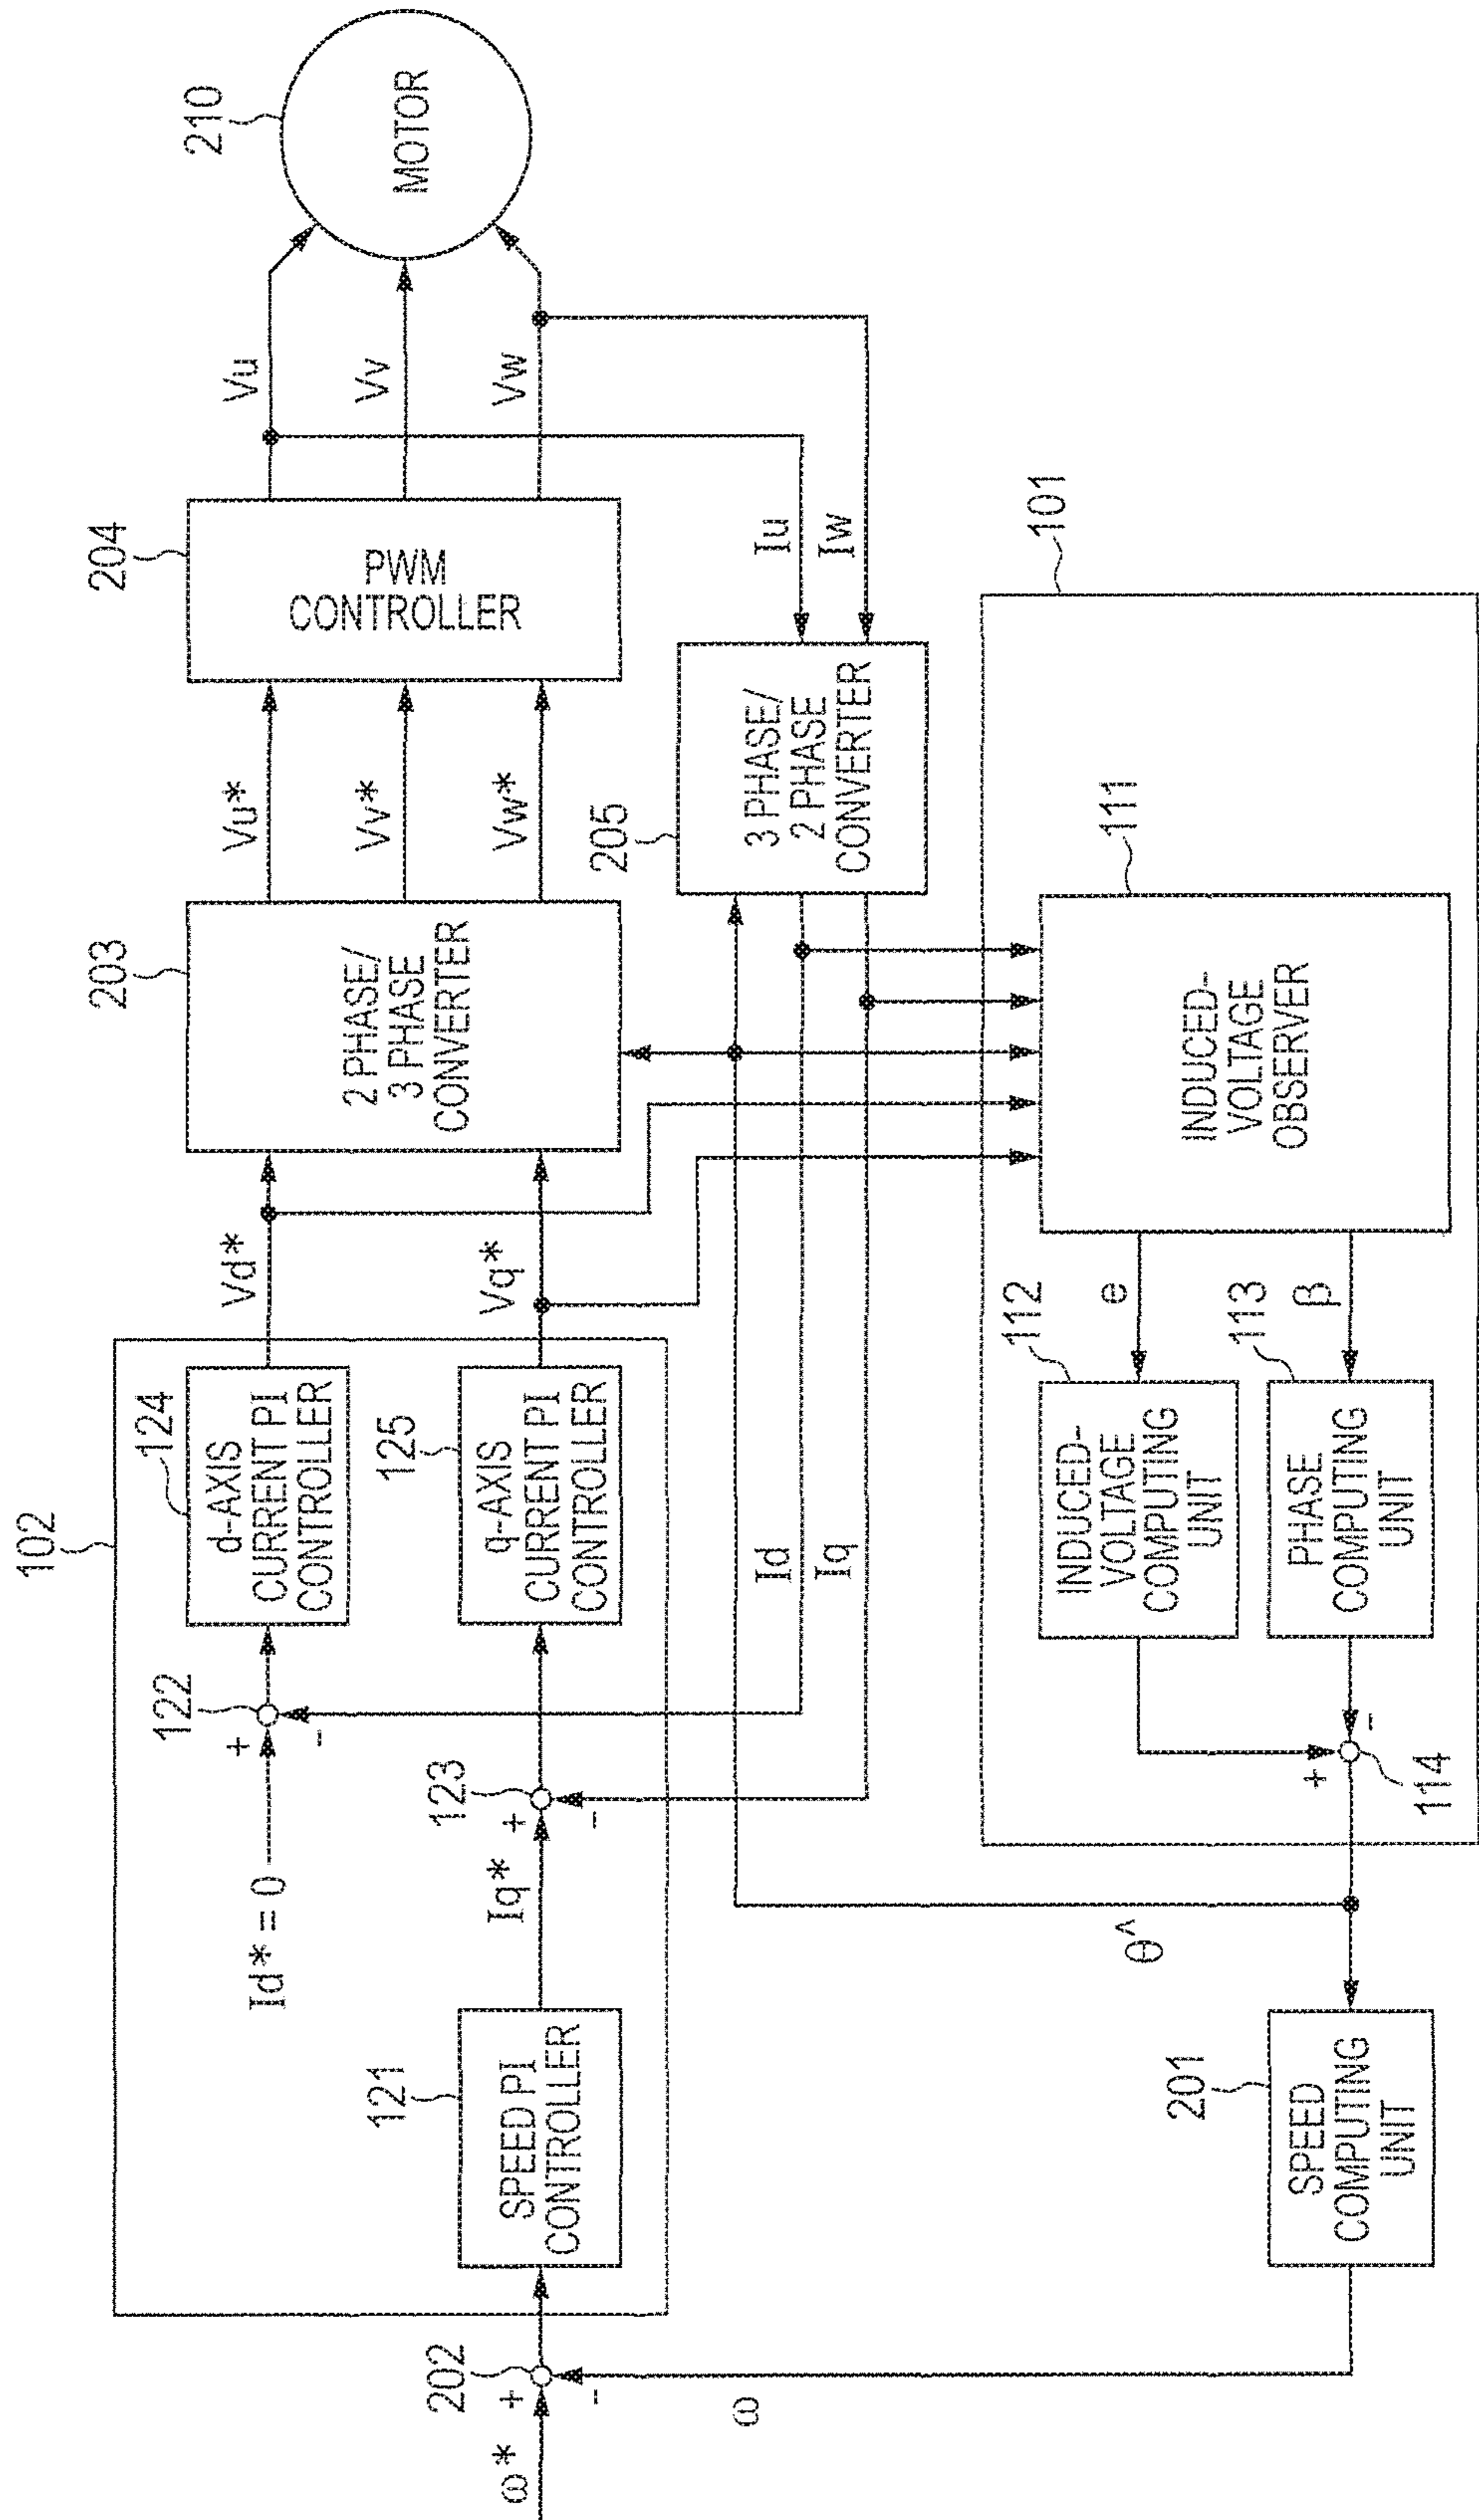 102
124
d-AXIS
CURRENT PI
CONTROLLER
122
+
-
Id* = 0
125
q-AXIS
CURRENT PI
CONTROLLER
123
+
-
Iq*
121
SPEED PI
CONTROLLER
202
+
-
ω*
ω
Vd*
Vq*
203
2 PHASE/
3 PHASE
CONVERTER
Vu*
Vv*
Vw*
204
PWM
CONTROLLER
Vu
Vv
Vw
210
MOTOR
205
3 PHASE/
2 PHASE
CONVERTER
Iu
Iw
Id
Iq
101
111
INDUCED-
VOLTAGE
OBSERVER
e
β
112
INDUCED-
VOLTAGE
COMPUTING
UNIT
113
PHASE
COMPUTING
UNIT
+
-
114
θ^
201
SPEED
COMPUTING
UNIT